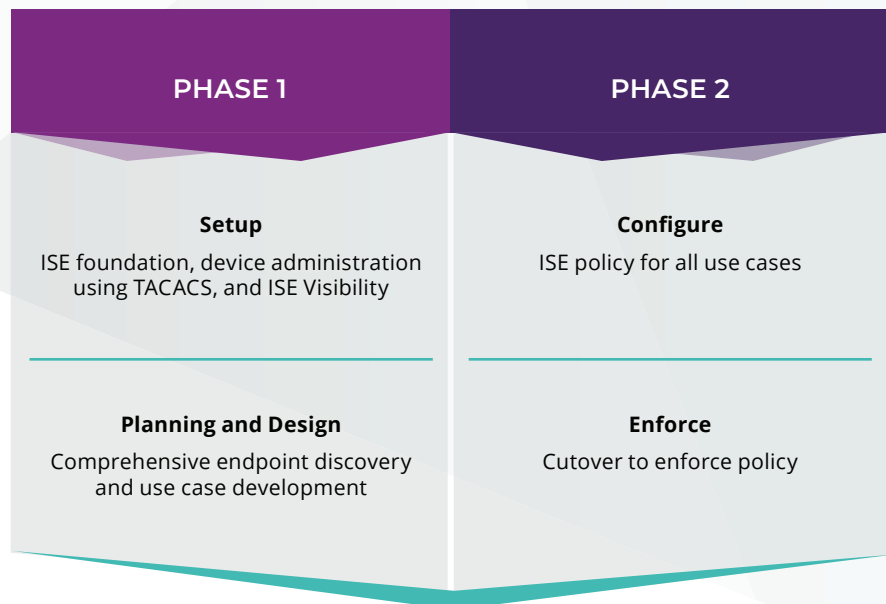 PHASE 1
PHASE 2
Setup
ISE foundation, device administration
using TACACS, and ISE Visibility
Configure
ISE policy for all use cases
Planning and Design
Comprehensive endpoint discovery
and use case development
Enforce
Cutover to enforce policy